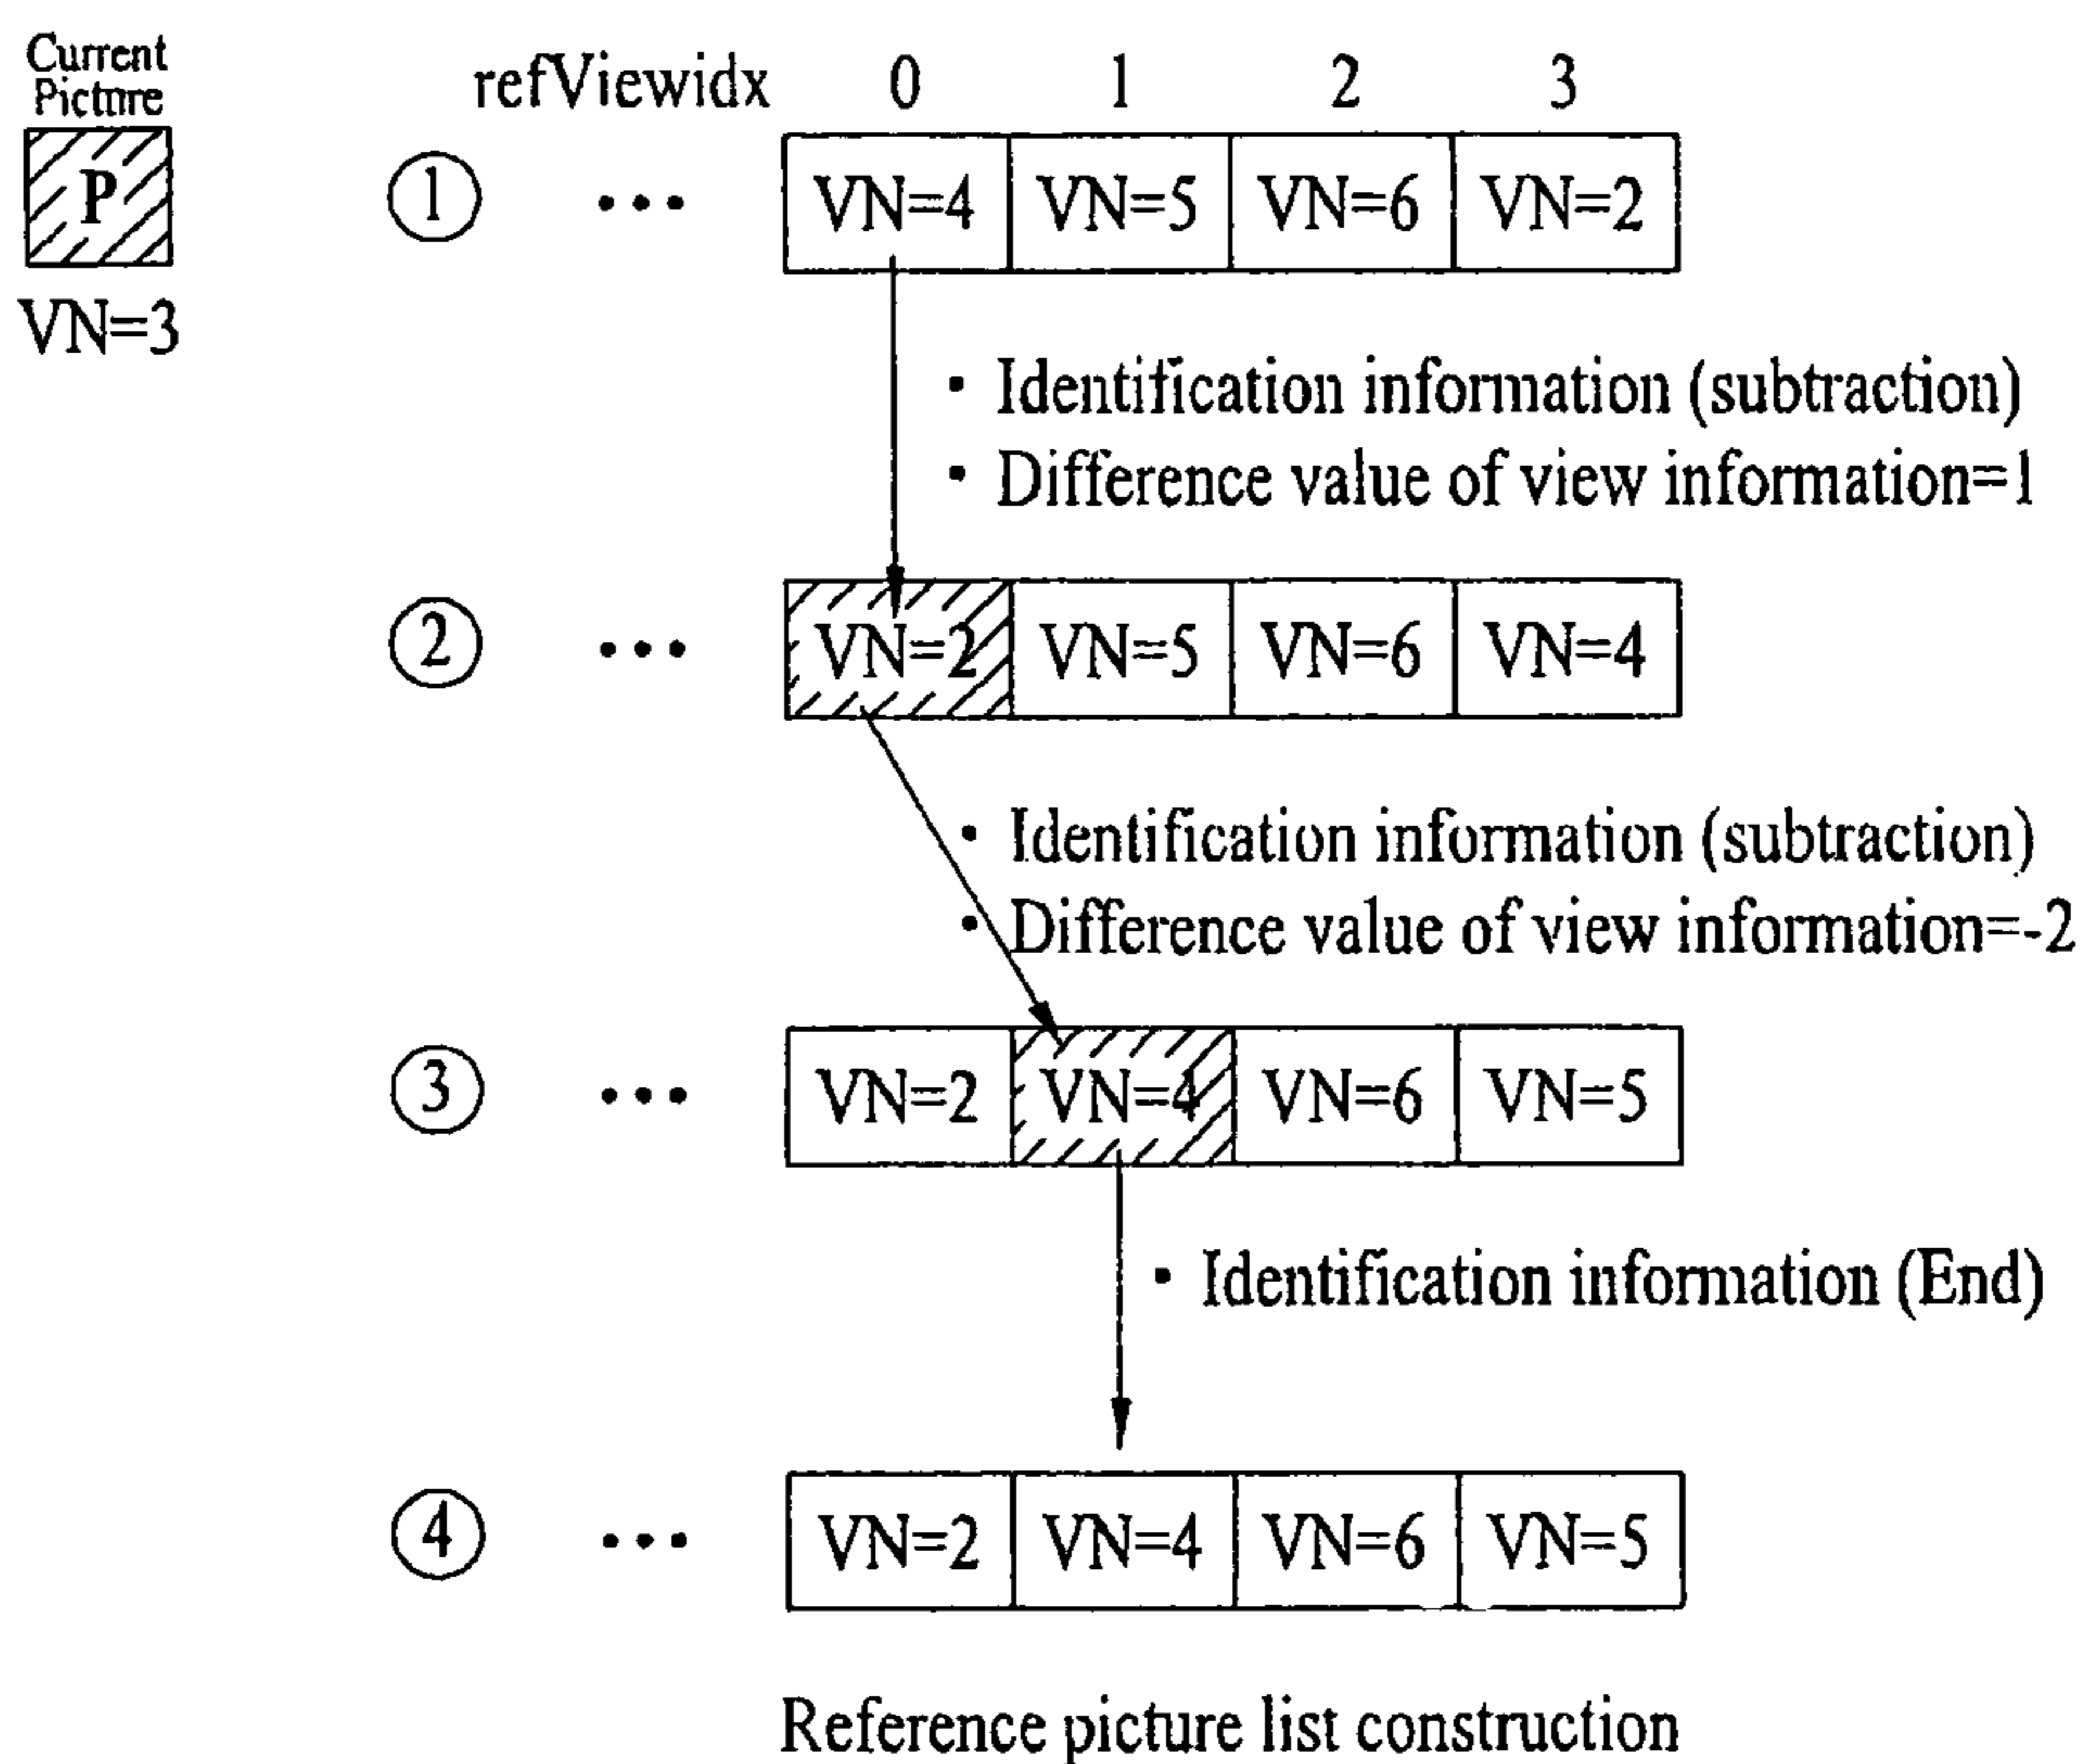 Current
Picture
refViewidx 0 1 2 3
P
1 ••• VN=4 VN=5 VN=6 VN=2
VN=3
• Identification information (subtraction)
• Difference value of view information=1
2 ••• VN=2 VN=5 VN=6 VN=4
• Identification information (subtraction)
• Difference value of view information=-2
3 ••• VN=2 VN=4 VN=6 VN=5
• Identification information (End)
4 ••• VN=2 VN=4 VN=6 VN=5
Reference picture list construction